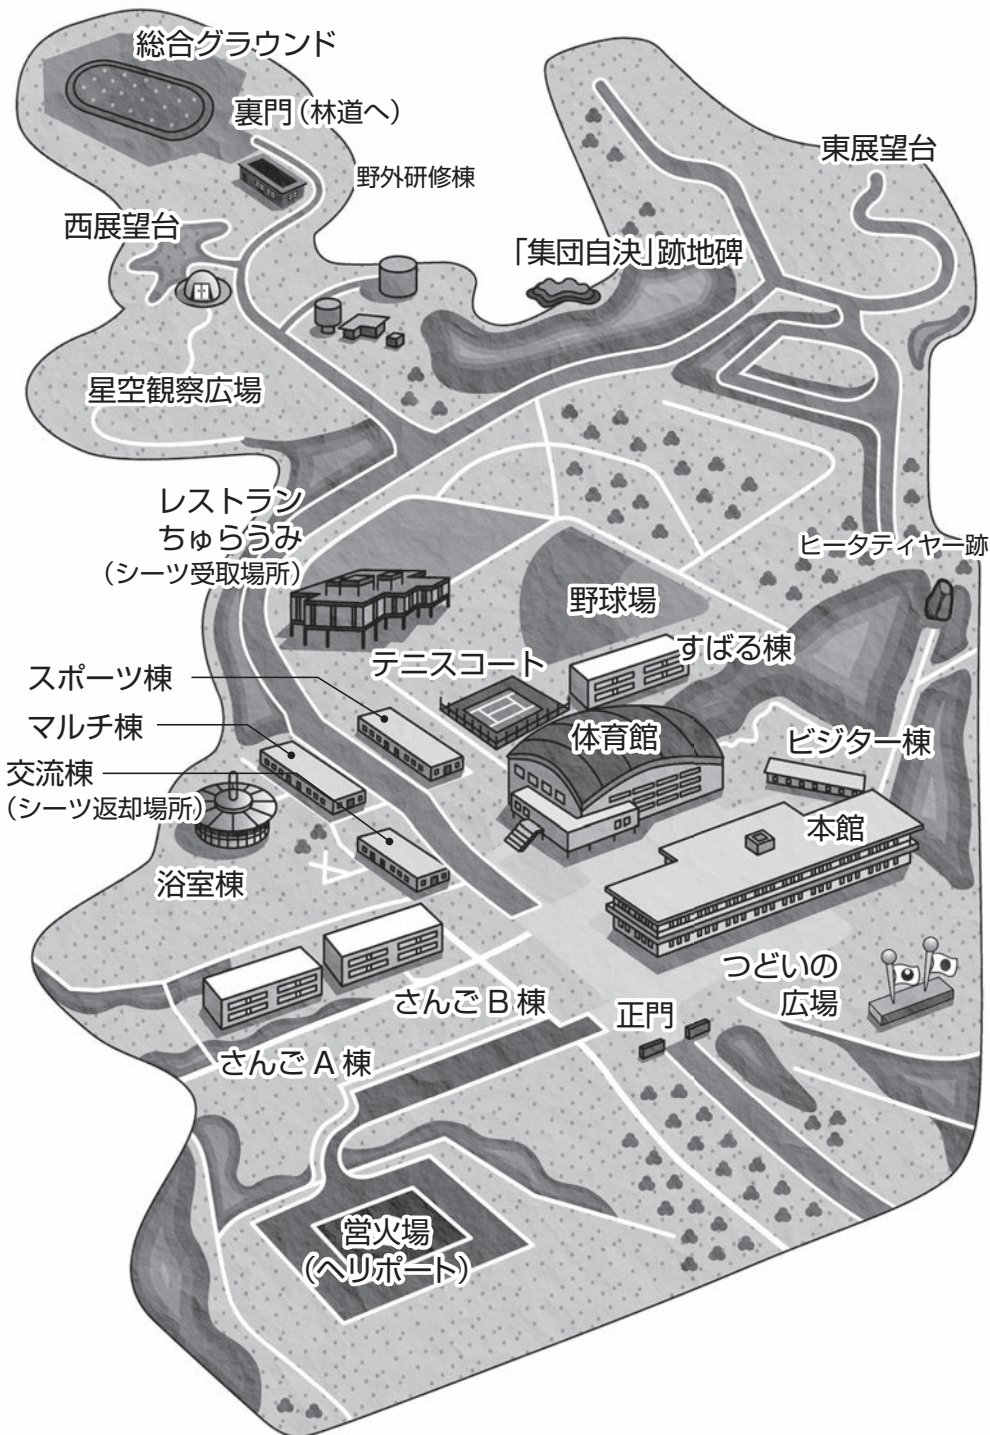 総合グラウンド
裏門（林道へ）
野外研修棟
東展望台
西展望台
「集団自決」跡地碑
星空観察広場
レストラン
ちゅらうみ
（シーツ受取場所）
ヒータティヤー跡
野球場
すばる棟
テニスコート
スポーツ棟
マルチ棟
交流棟
（シーツ返却場所）
体育館
ビジター棟
本館
浴室棟
つどいの
広場
さんご B 棟
正門
さんご A 棟
営火場
（ヘリポート）